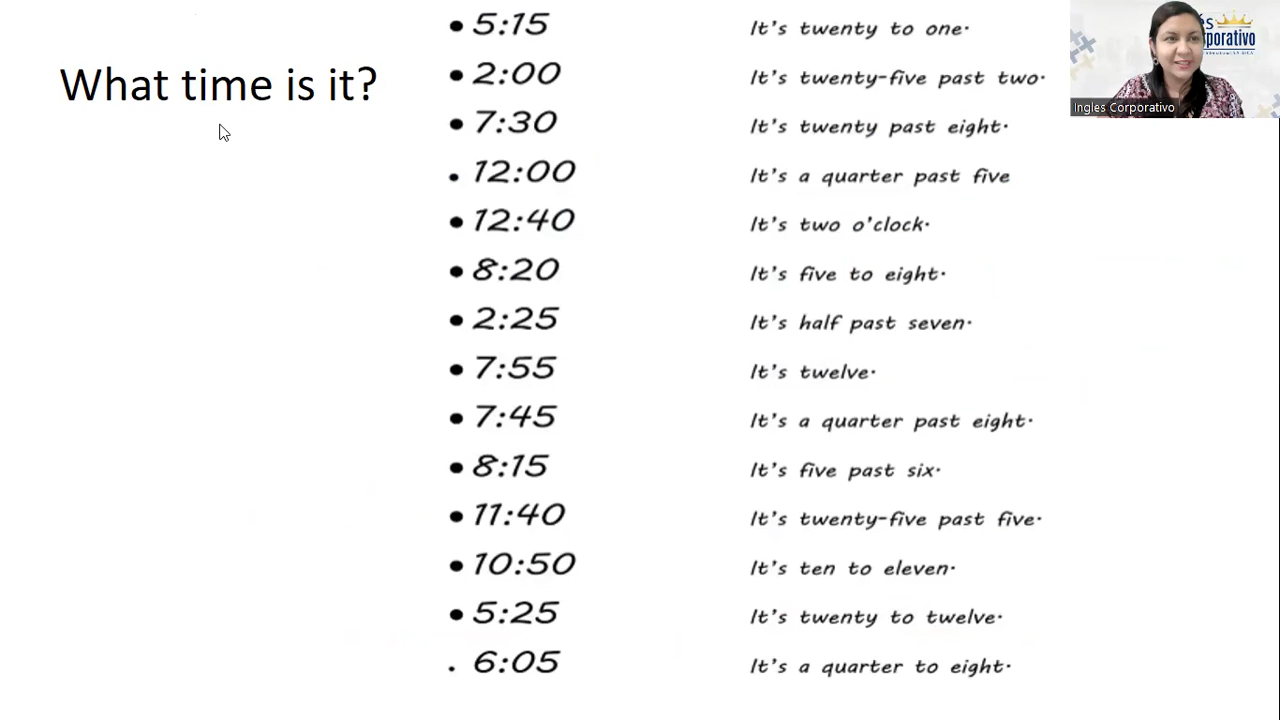 What time is it?
• 5:15 It's twenty to one.
• 2:00 It's twenty-five past two.
• 7:30 It's twenty past eight.
• 12:00 It's a quarter past five
• 12:40 It's two o'clock.
• 8:20 It's five to eight.
• 2:25 It's half past seven.
• 7:55 It's twelve.
• 7:45 It's a quarter past eight.
• 8:15 It's five past six.
• 11:40 It's twenty-five past five.
• 10:50 It's ten to eleven.
• 5:25 It's twenty to twelve.
• 6:05 It's a quarter to eight.
Ingles Corporativo